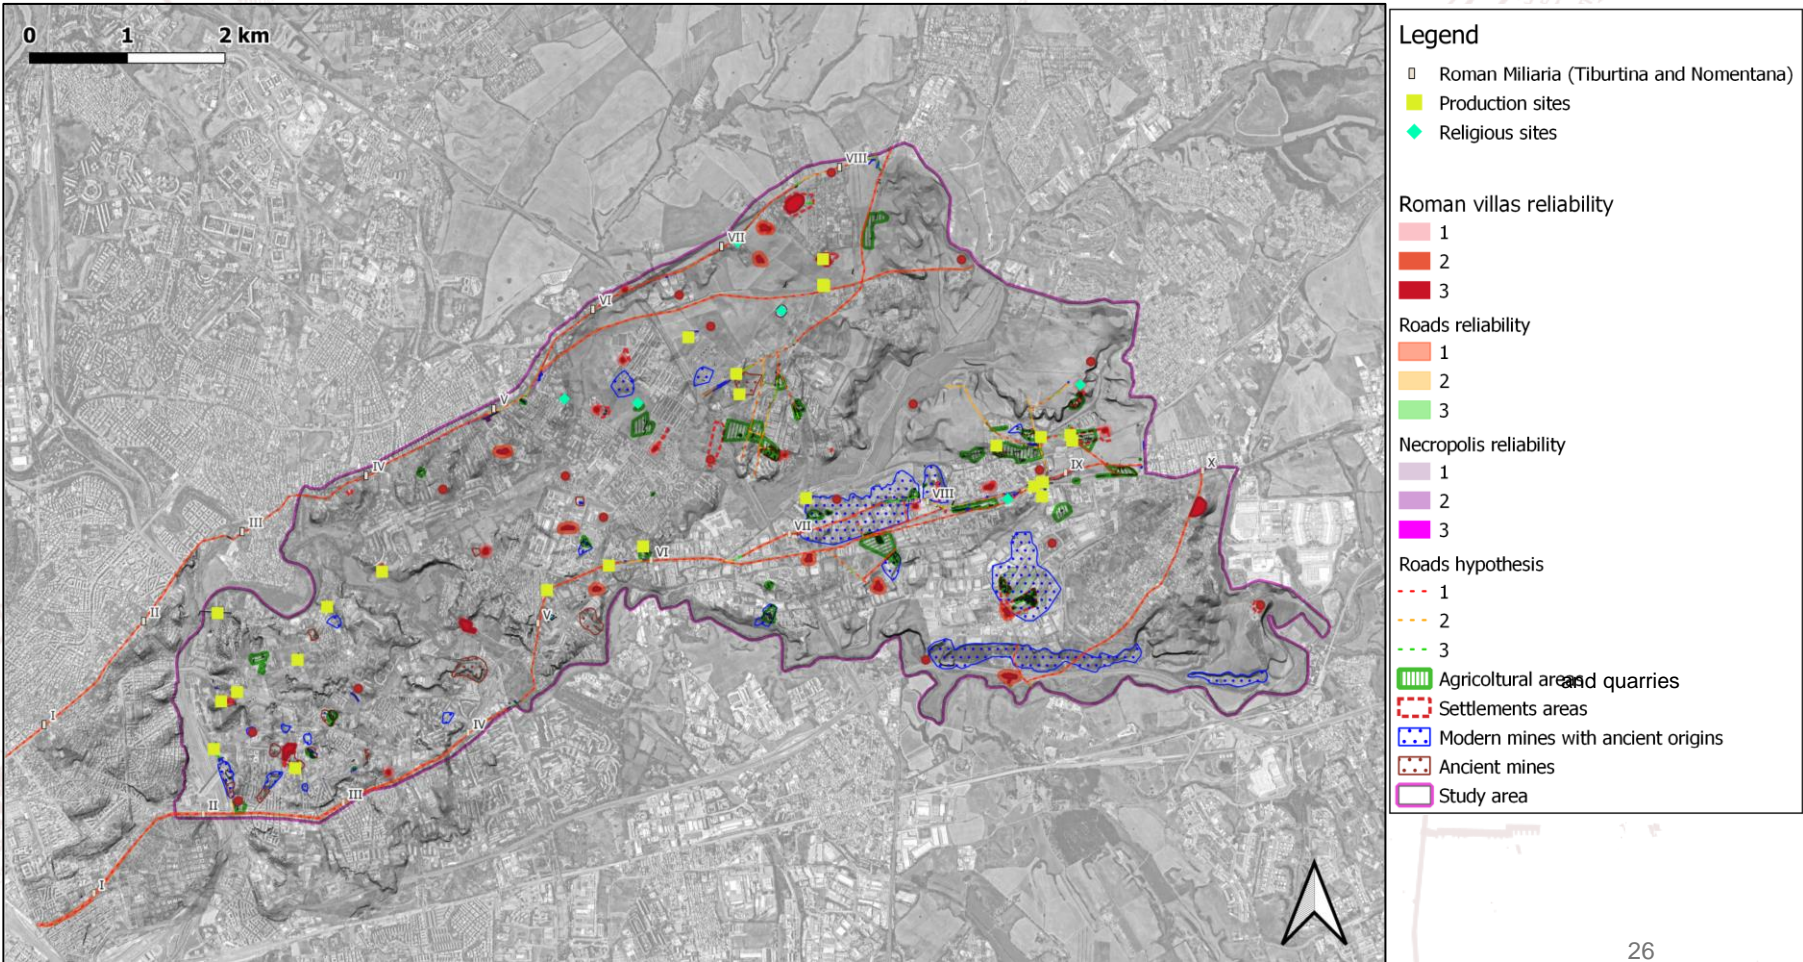 0 1 2 km
VIII
VII
VI
V
IV
III
II
I
X
IX
VIII
VII
VI
V
IV
III
II
I
Legend
Roman Miliaria (Tiburtina and Nomentana)
Production sites
Religious sites
Roman villas reliability
1
2
3
Roads reliability
1
2
3
Necropolis reliability
1
2
3
Roads hypothesis
1
2
3
Agricoltural areas and quarries
Settlements areas
Modern mines with ancient origins
Ancient mines
Study area
26